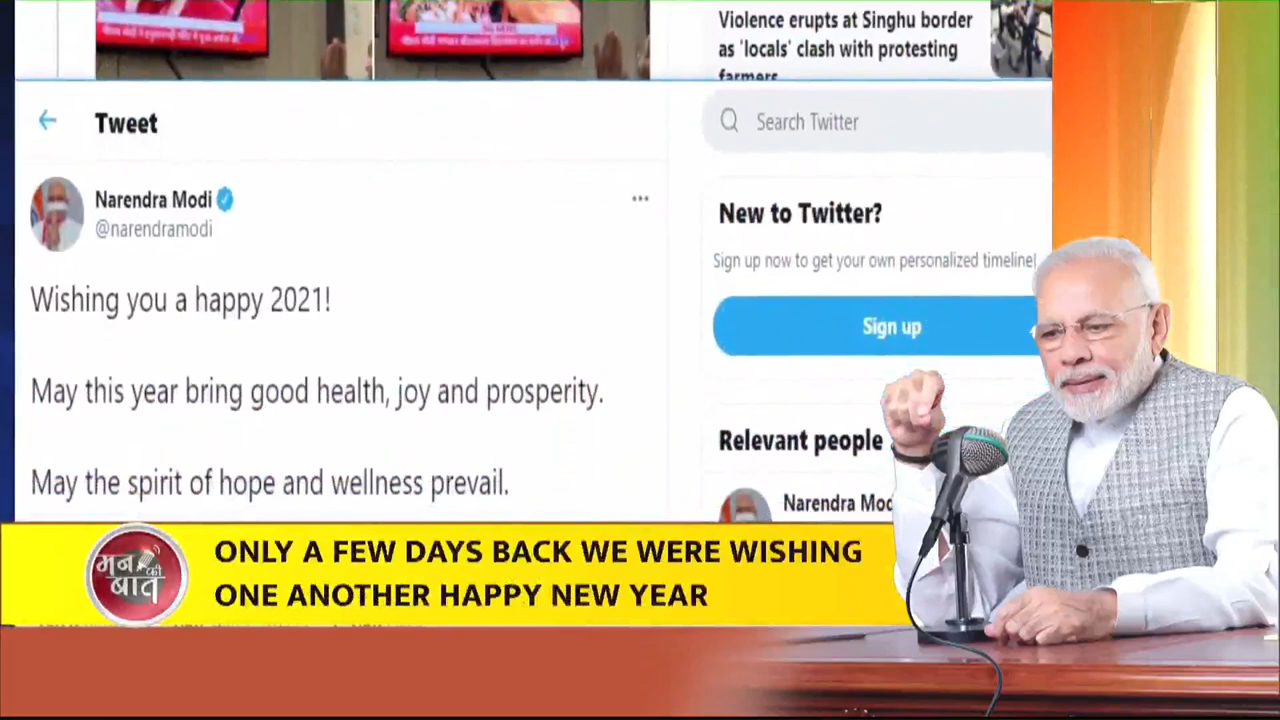 Violence erupts at Singhu border
as 'locals' clash with protesting
farmers
Tweet
Search Twitter
Narendra Modi
@narendramodi
New to Twitter?
Sign up now to get your own personalized timeline!
Wishing you a happy 2021!
Sign up
May this year bring good health, joy and prosperity.
Relevant people
May the spirit of hope and wellness prevail.
Narendra Mod
मन की बात
ONLY A FEW DAYS BACK WE WERE WISHING
ONE ANOTHER HAPPY NEW YEAR